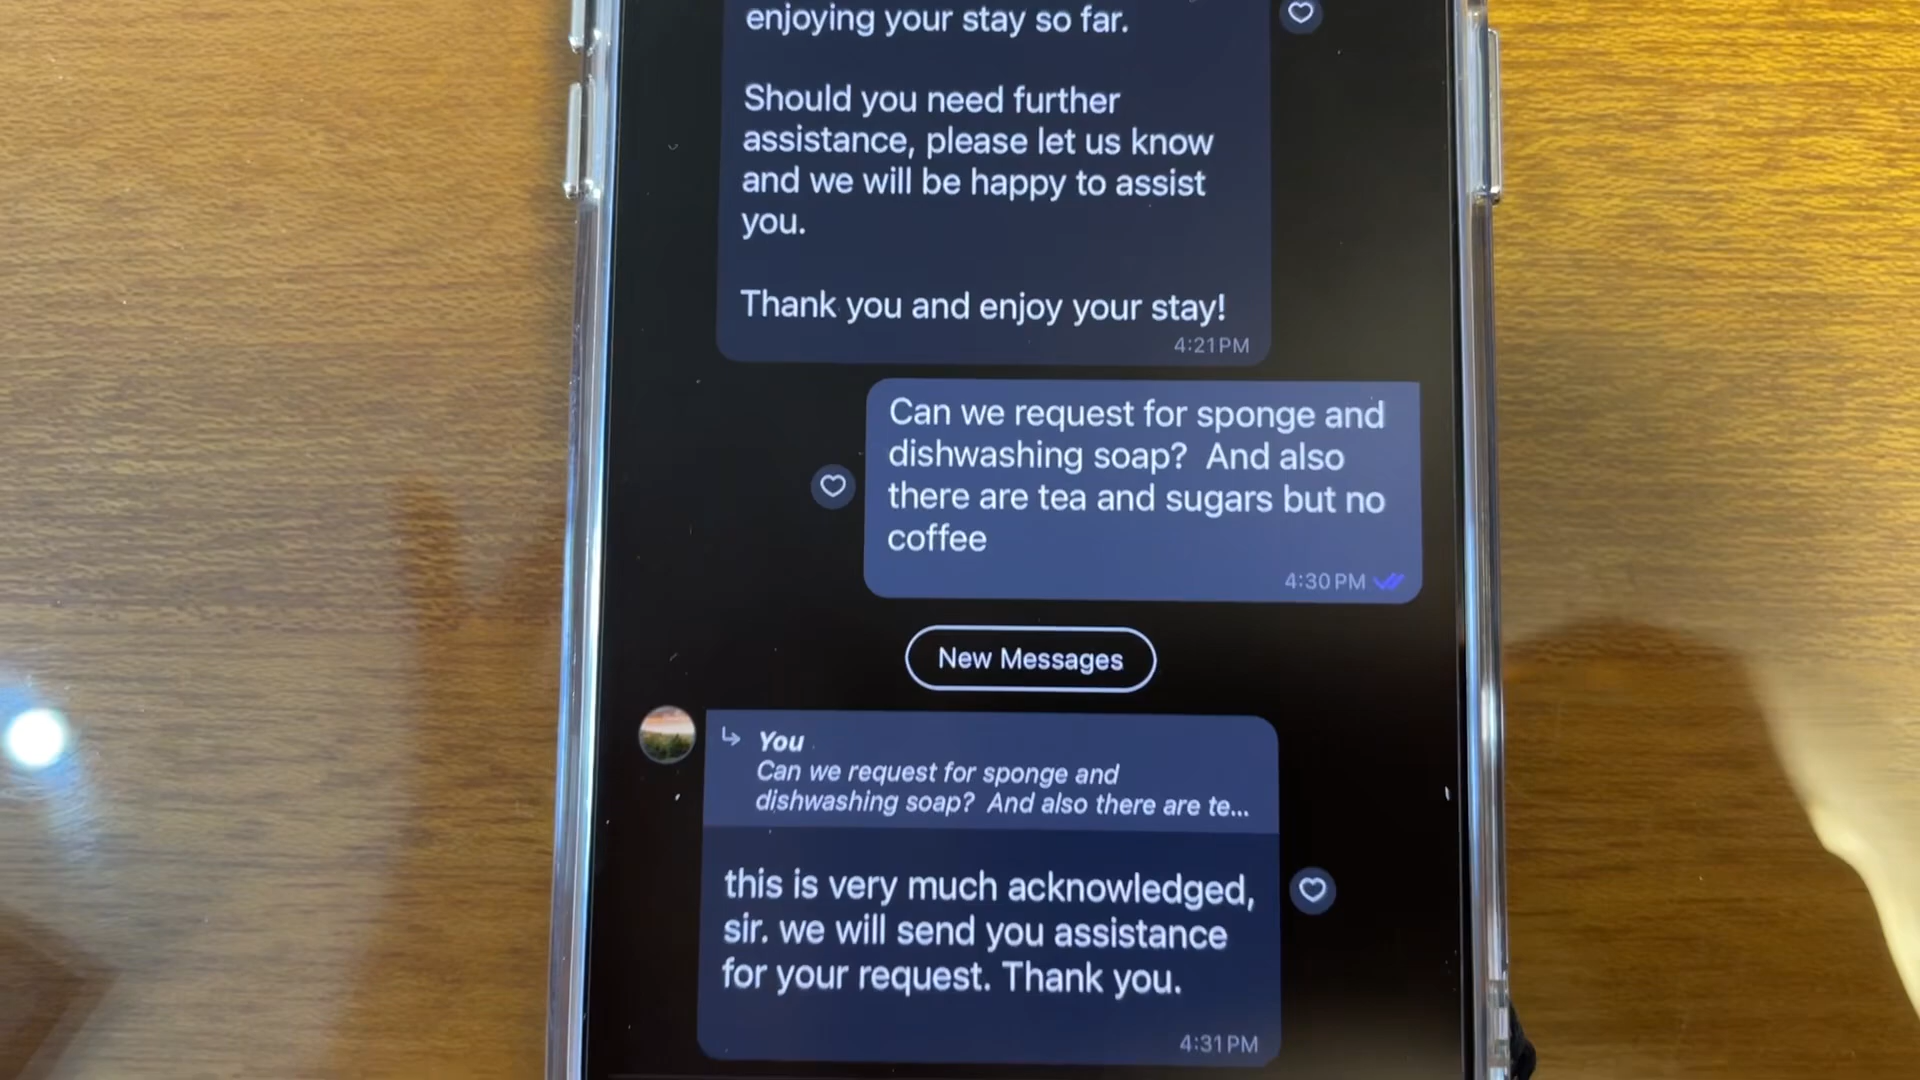 enjoying your stay so far.
Should you need further
assistance, please let us know
and we will be happy to assist
you.
Thank you and enjoy your stay!
4:21 PM
Can we request for sponge and
dishwashing soap? And also
there are tea and sugars but no
coffee
4:30 PM
New Messages
You
Can we request for sponge and
dishwashing soap? And also there are te...
this is very much acknowledged,
sir. we will send you assistance
for your request. Thank you.
4:31 PM